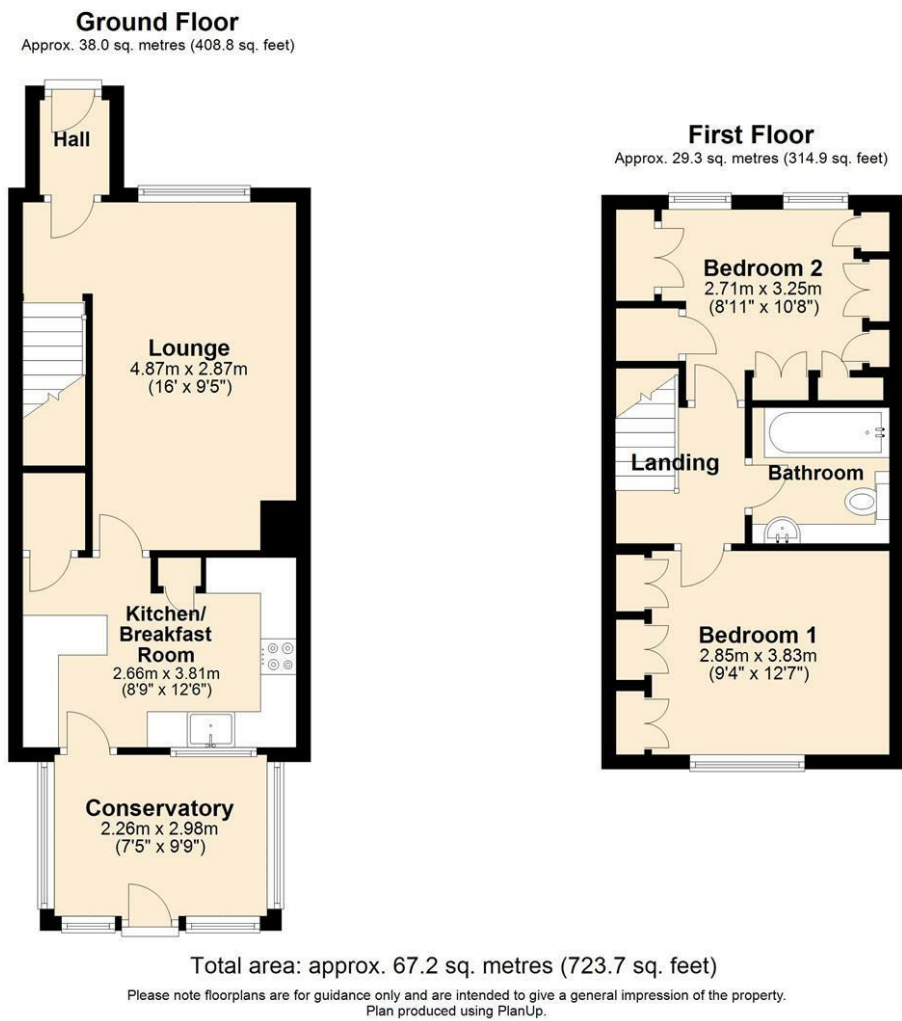 Ground Floor
Approx. 38.0 sq. metres (408.8 sq. feet)
Hall
Lounge
4.87m x 2.87m
(16' x 9'5")
Kitchen/
Breakfast
Room
2.66m x 3.81m
(8'9" x 12'6")
Conservatory
2.26m x 2.98m
(7'5" x 9'9")
First Floor
Approx. 29.3 sq. metres (314.9 sq. feet)
Bedroom 2
2.71m x 3.25m
(8'11" x 10'8")
Landing
Bathroom
Bedroom 1
2.85m x 3.83m
(9'4" x 12'7")
Total area: approx. 67.2 sq. metres (723.7 sq. feet)
Please note floorplans are for guidance only and are intended to give a general impression of the property.
Plan produced using PlanUp.